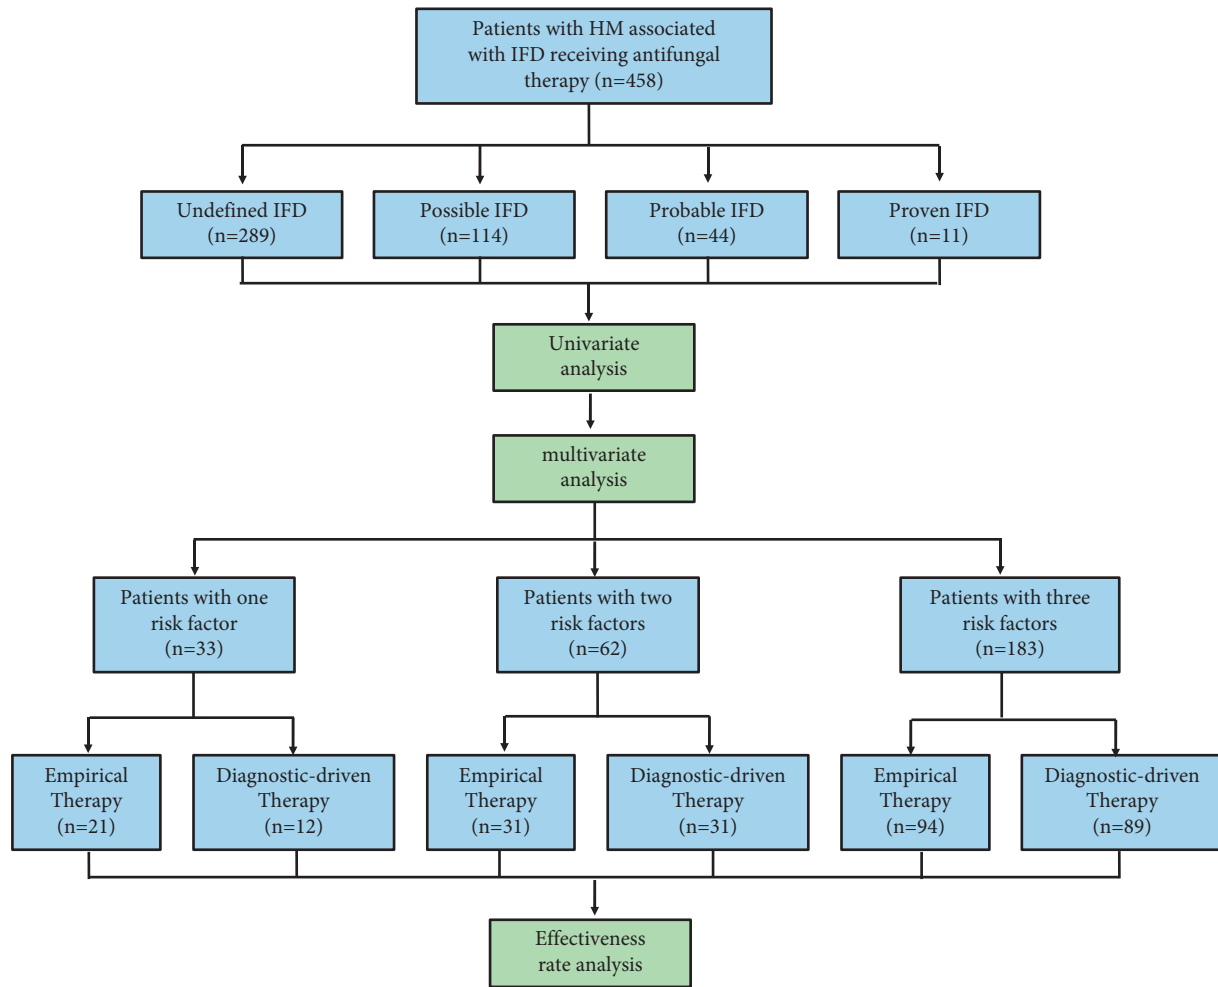 Patients with HM associated
with IFD receiving antifungal
therapy (n=458)
Undefined IFD
(n=289)
Possible IFD
(n=114)
Probable IFD
(n=44)
Proven IFD
(n=11)
Univariate
analysis
multivariate
analysis
Patients with one
risk factor
(n=33)
Patients with two
risk factors
(n=62)
Patients with three
risk factors
(n=183)
Empirical
Therapy
(n=21)
Diagnostic-driven
Therapy
(n=12)
Empirical
Therapy
(n=31)
Diagnostic-driven
Therapy
(n=31)
Empirical
Therapy
(n=94)
Diagnostic-driven
Therapy
(n=89)
Effectiveness
rate analysis